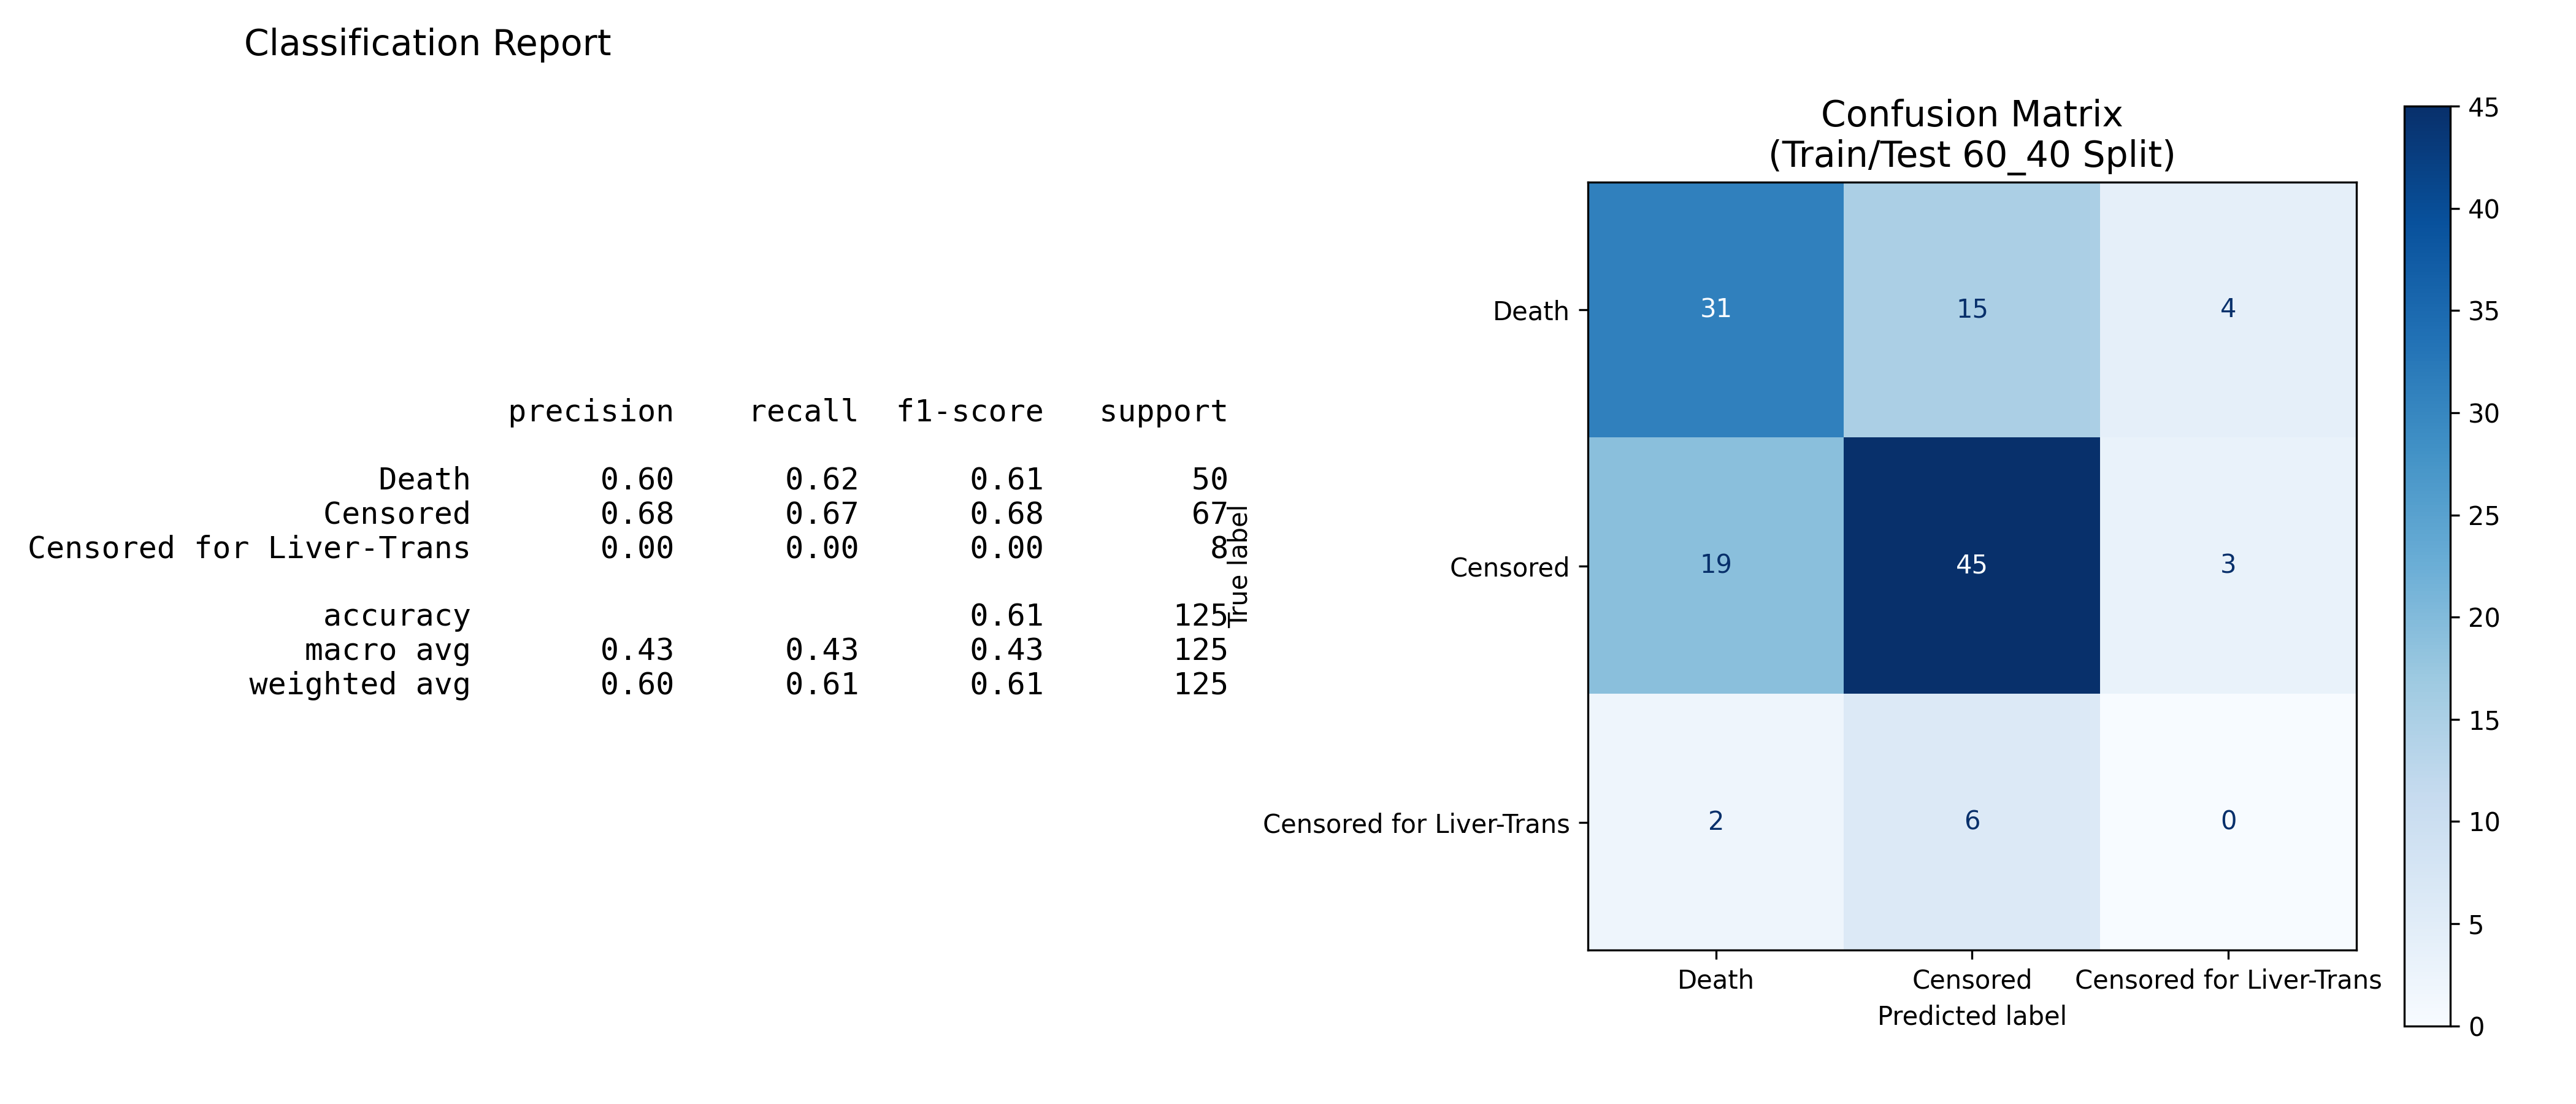 Classification Report
precision recall f1-score support
Death 0.60 0.62 0.61 50
Censored 0.68 0.67 0.68 67
Censored for Liver-Trans 0.00 0.00 0.00 8
accuracy 0.61 125
macro avg 0.43 0.43 0.43 125
weighted avg 0.60 0.61 0.61 125
Confusion Matrix
(Train/Test 60_40 Split)
True label
Death 31 15 4
Censored 19 45 3
Censored for Liver-Trans 2 6 0
Death Censored Censored for Liver-Trans
Predicted label
45
40
35
30
25
20
15
10
5
0